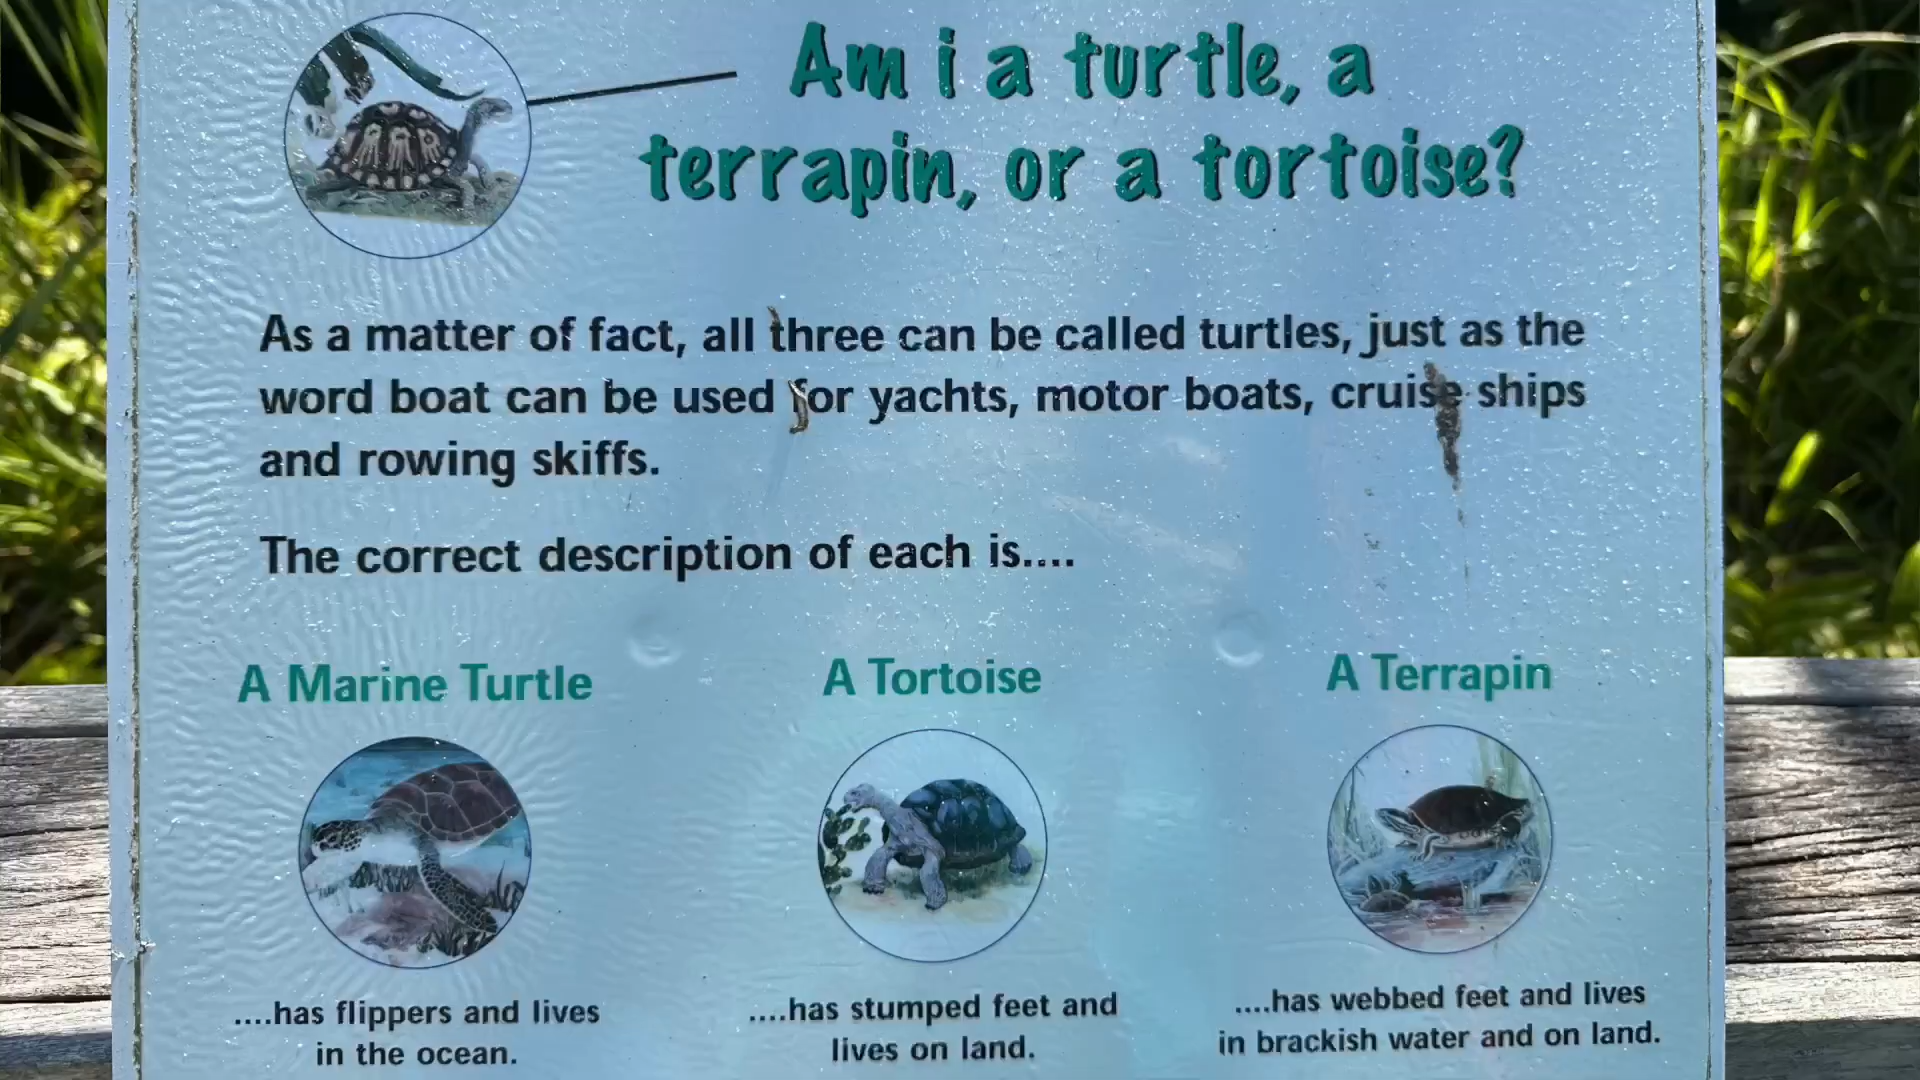 Am i a turtle, a
terrapin, or a tortoise?
As a matter of fact, all three can be called turtles, just as the
word boat can be used for yachts, motor boats, cruise ships
and rowing skiffs.
The correct description of each is....
A Marine Turtle
A Tortoise
A Terrapin
....has flippers and lives
in the ocean.
....has stumped feet and
lives on land.
....has webbed feet and lives
in brackish water and on land.